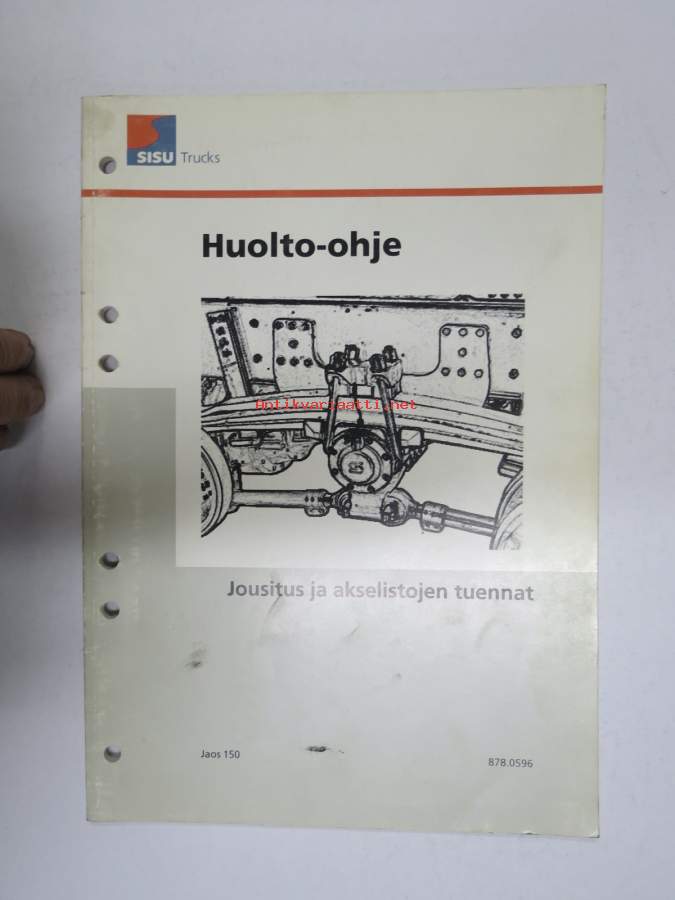 SISU Trucks
Huolto-ohje
Antikvariaatti.net
Jousitus ja akselistojen tuennat
Jaos 150
878.0596